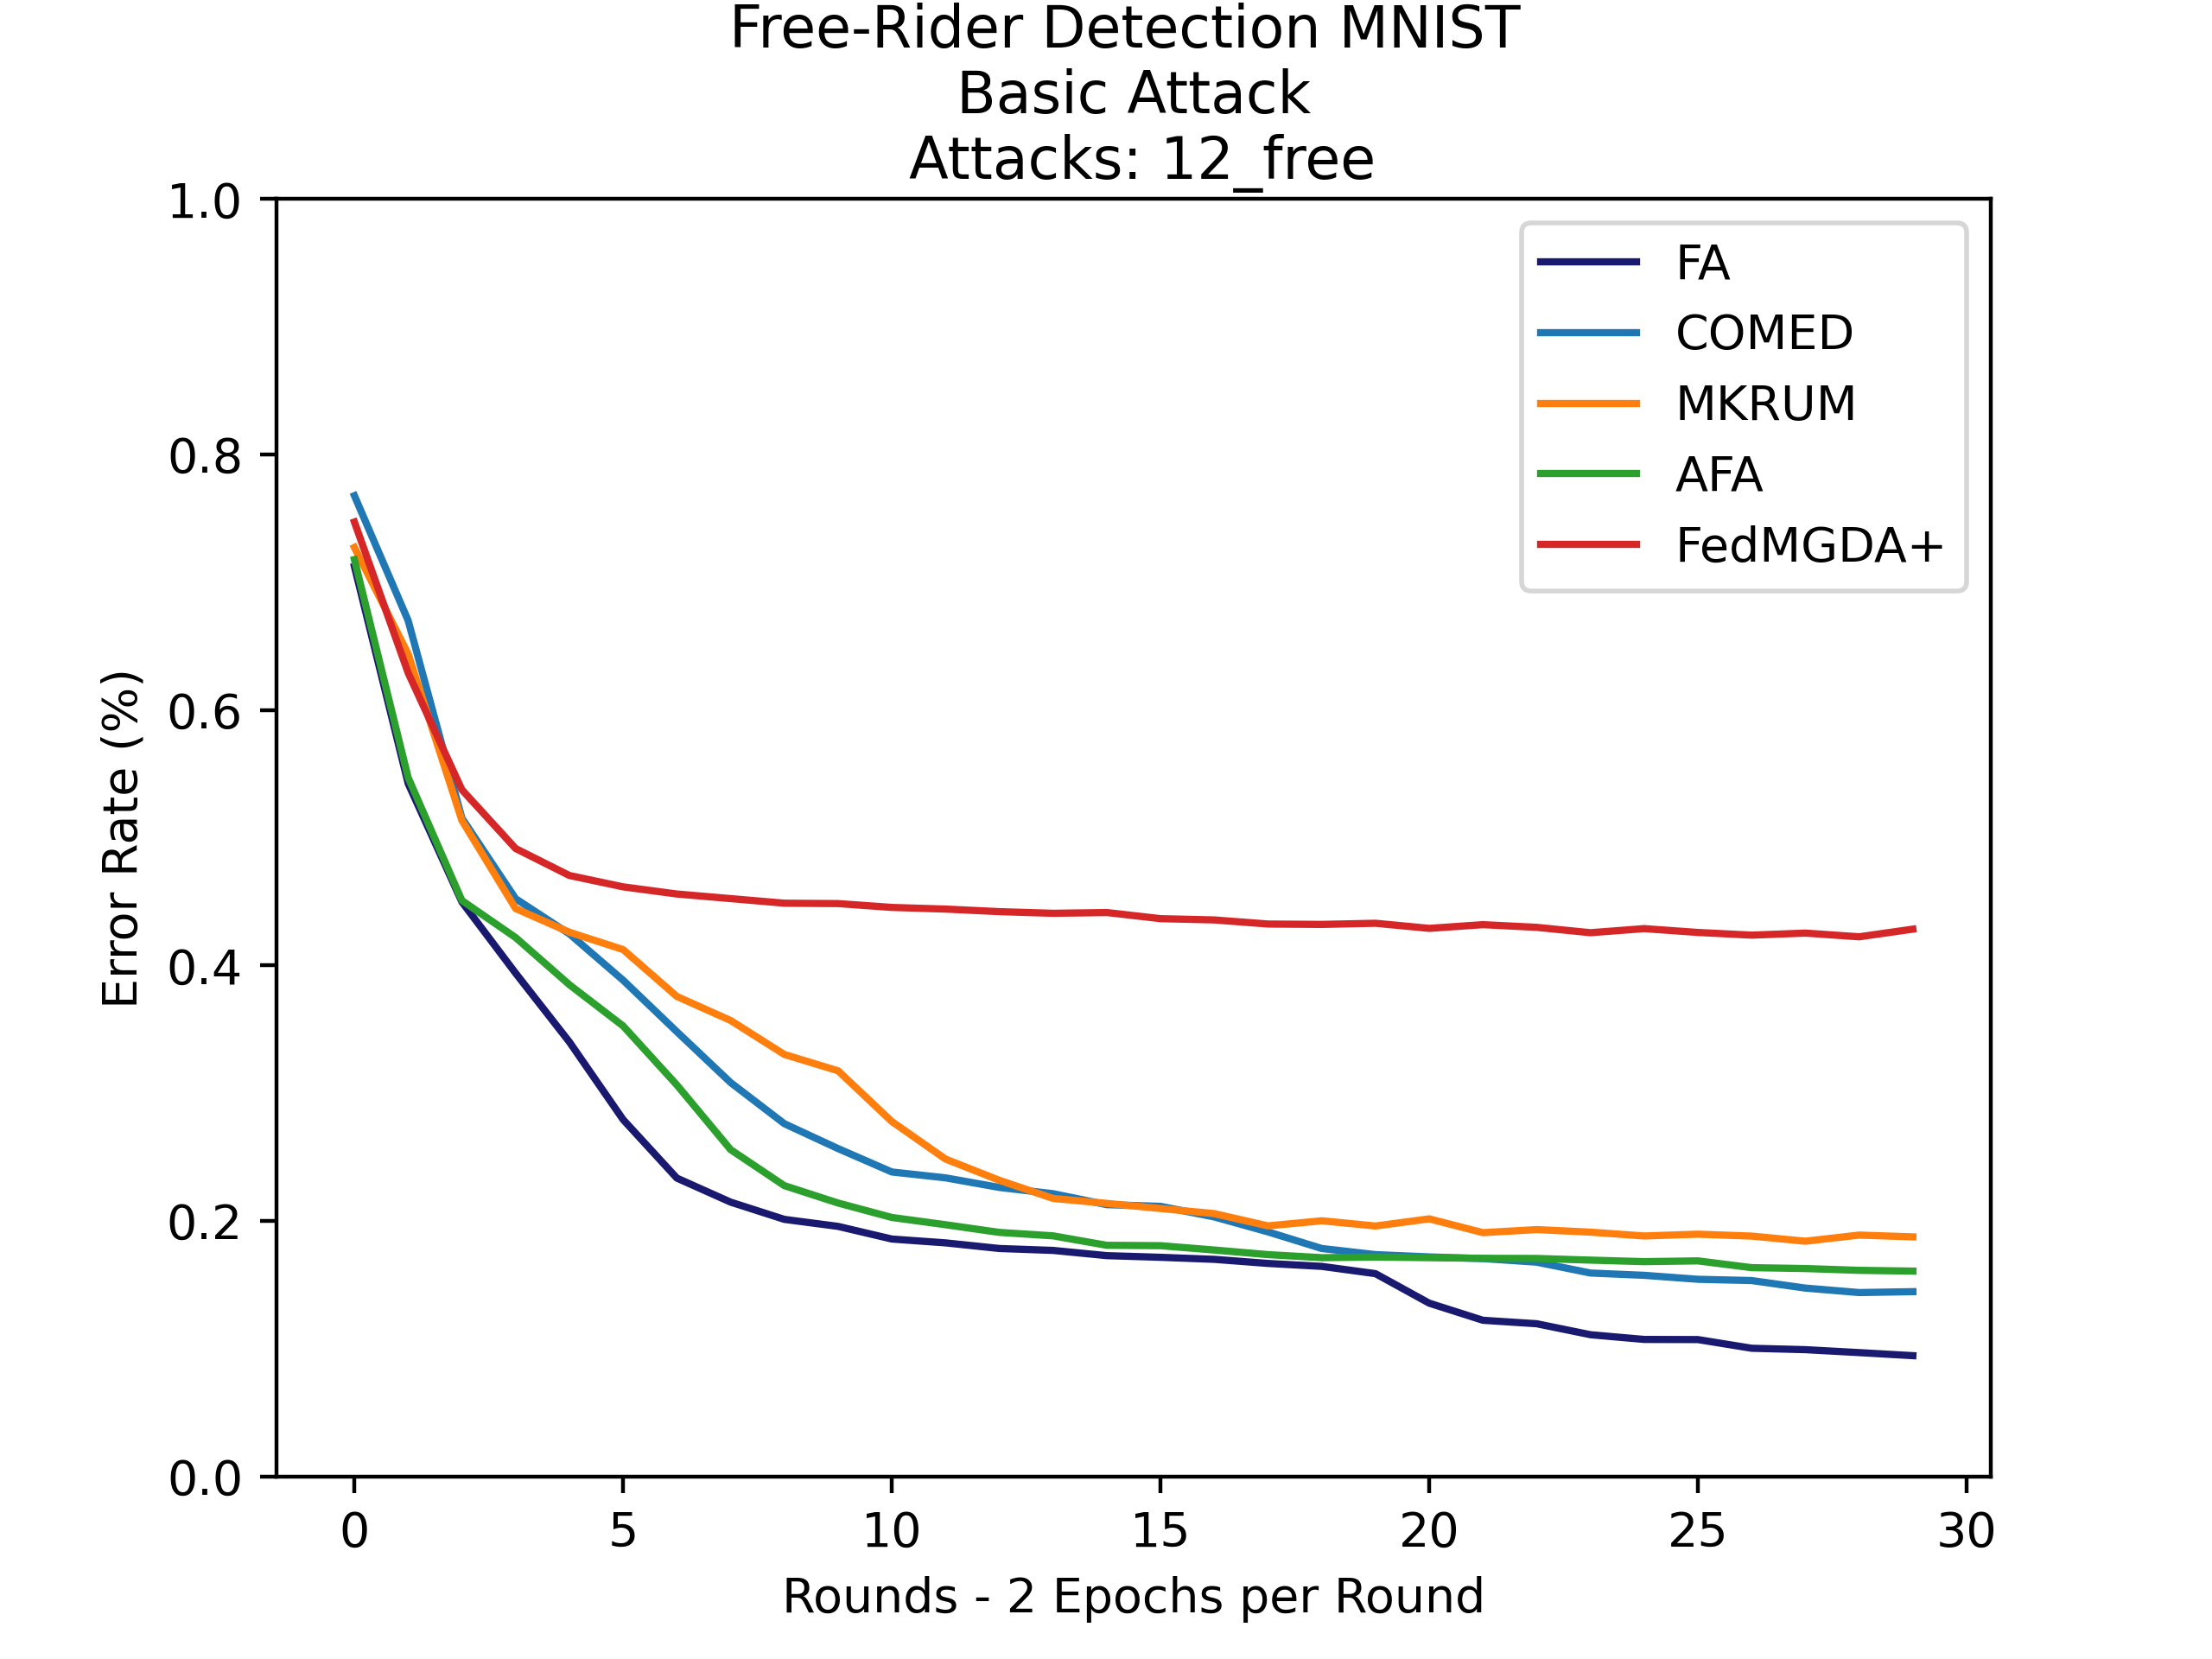 Free-Rider Detection MNIST
Basic Attack
Attacks: 12_free
1.0
0.8
0.6
0.4
0.2
0.0
Error Rate (%)
FA
COMED
MKRUM
AFA
FedMGDA+
0 5 10 15 20 25 30
Rounds - 2 Epochs per Round